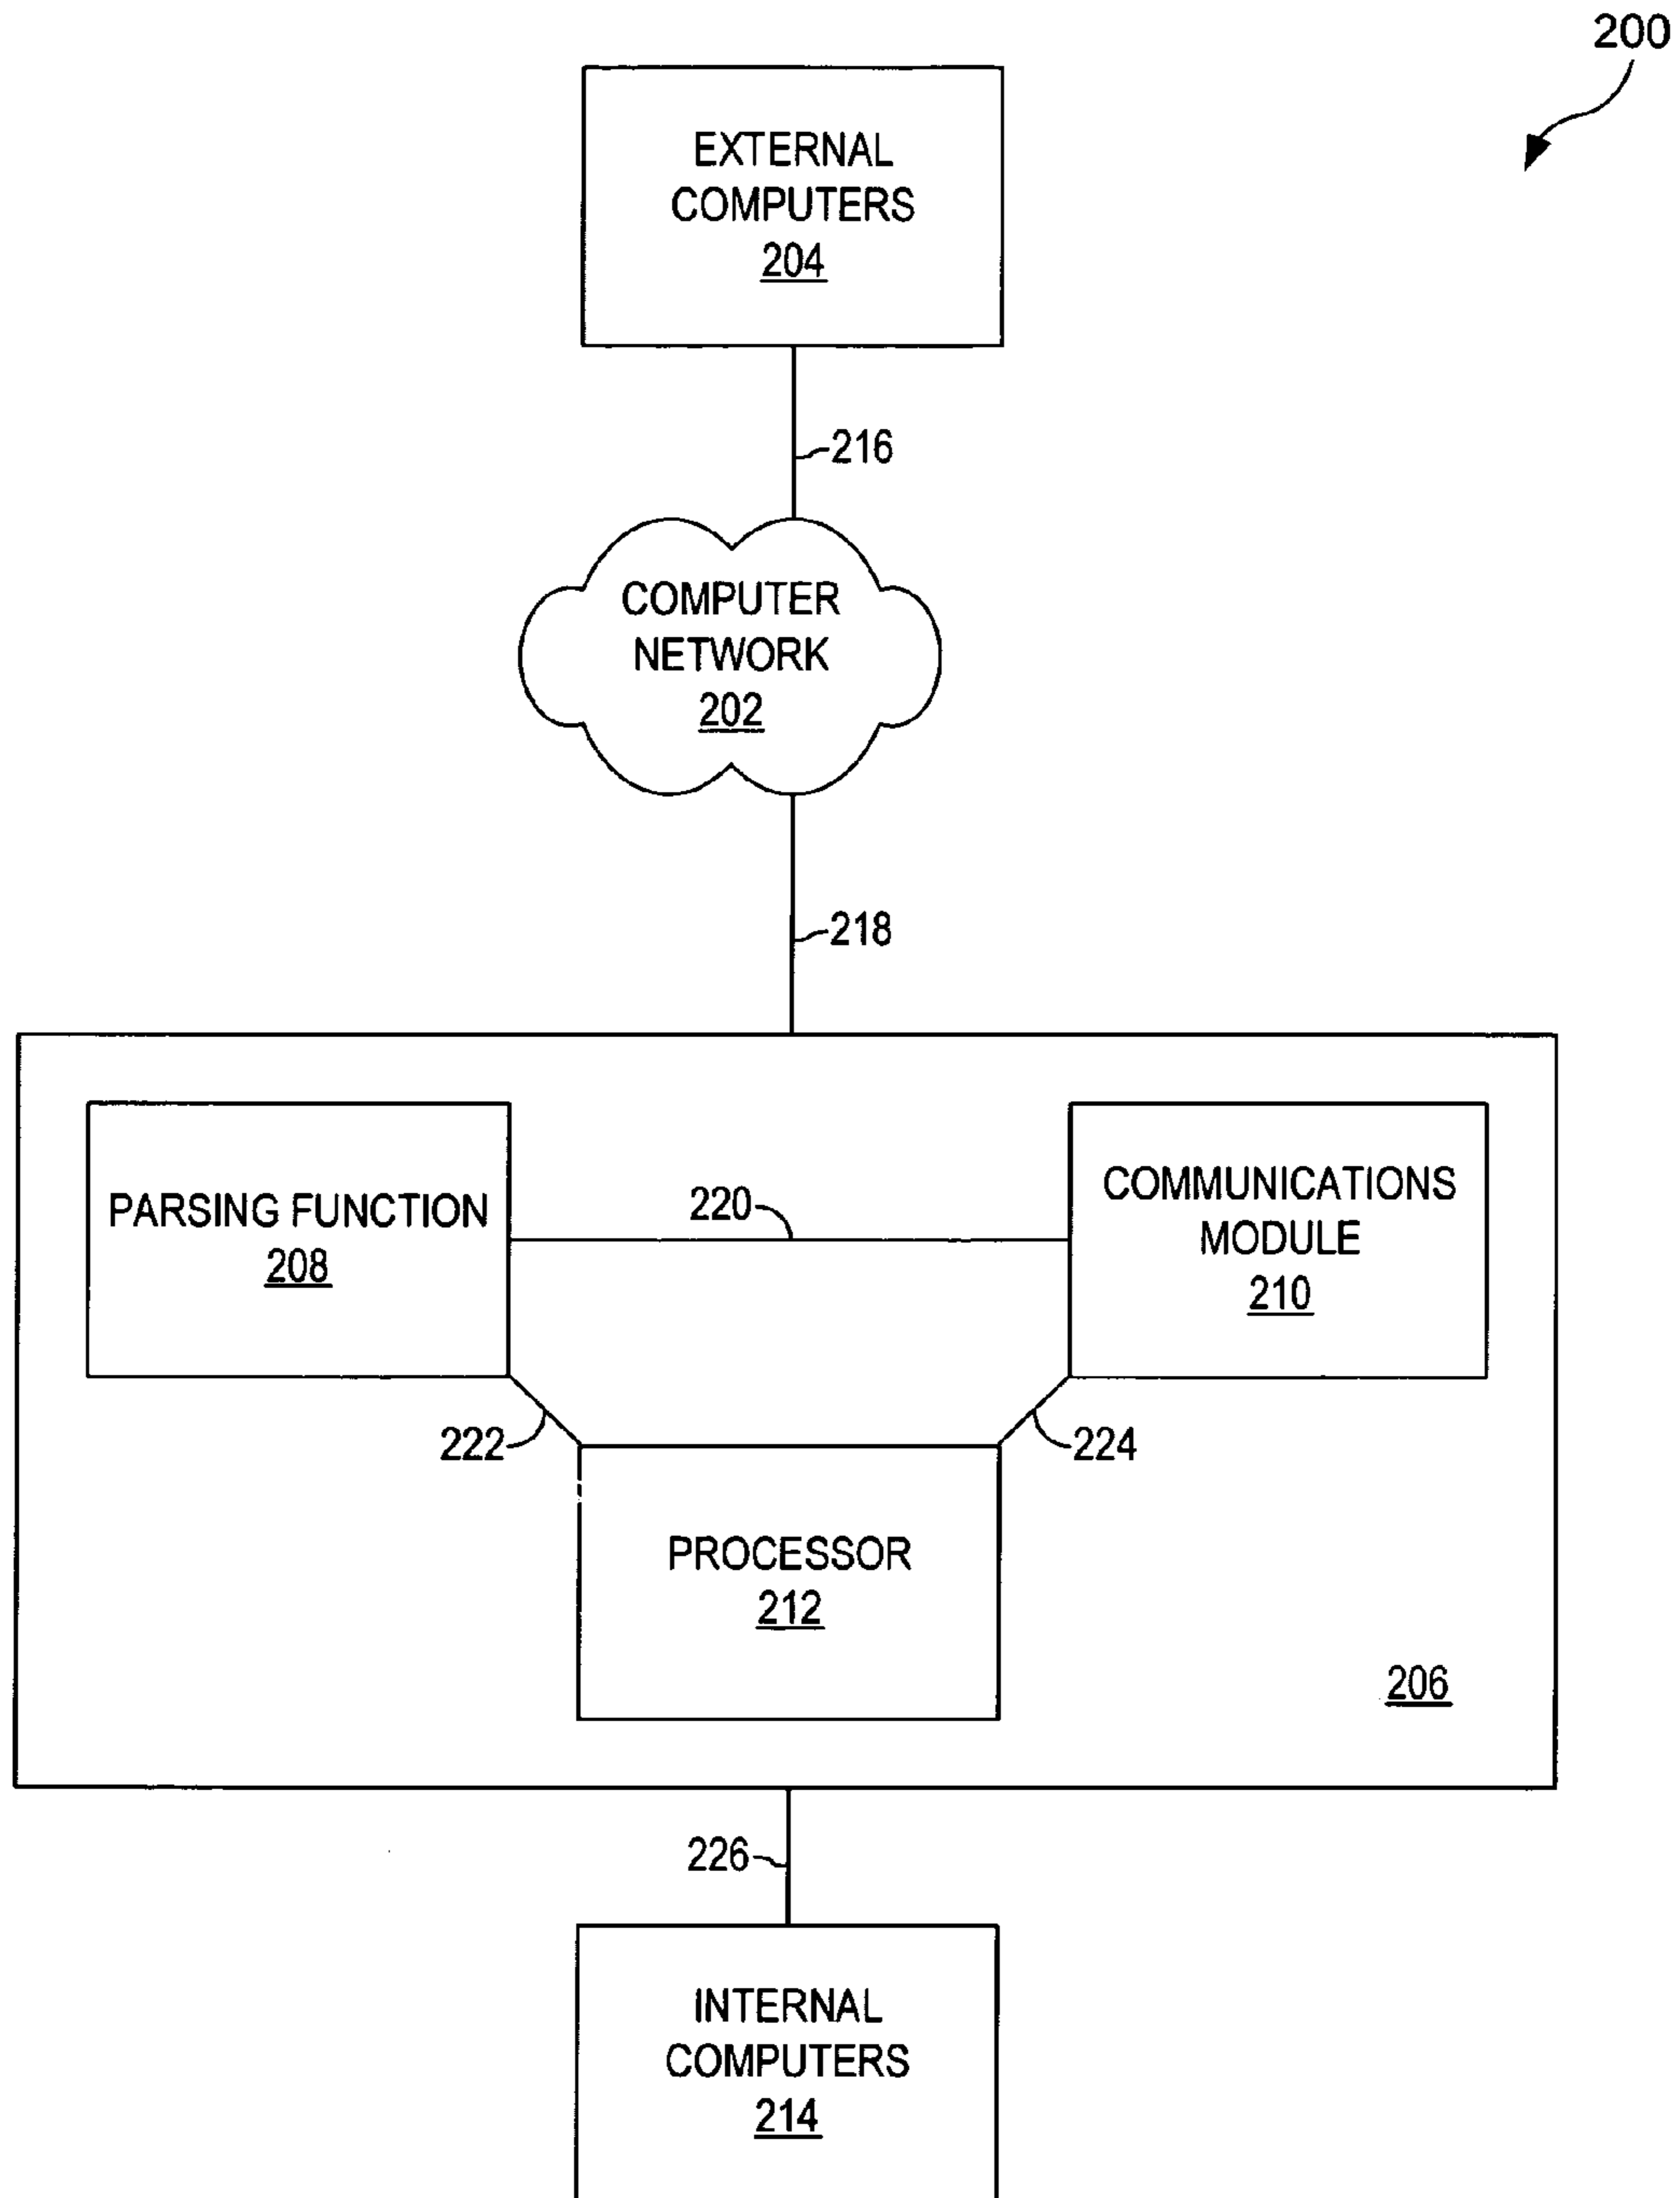 200
EXTERNAL
COMPUTERS
204
216
COMPUTER
NETWORK
202
218
PARSING FUNCTION
208
220
COMMUNICATIONS
MODULE
210
222
224
PROCESSOR
212
206
226
INTERNAL
COMPUTERS
214